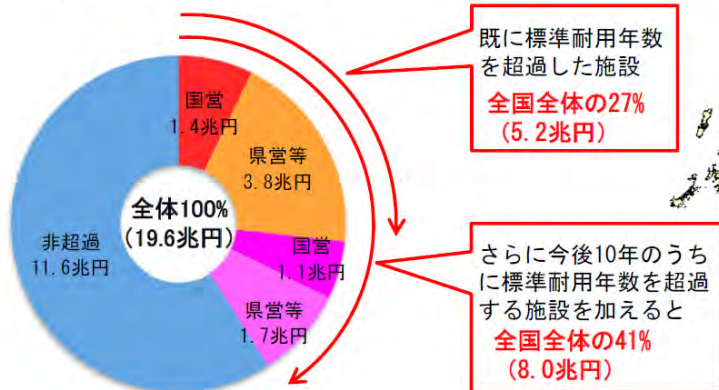 既に標準耐用年数
を超過した施設
全国全体の27%
(5.2兆円)
国営
1.4兆円
県営等
3.8兆円
全体100%
(19.6兆円)
非超過
11.6兆円
国営
1.1兆円
県営等
1.7兆円
さらに今後10年のうち
に標準耐用年数を超過
する施設を加えると
全国全体の41%
(8.0兆円)